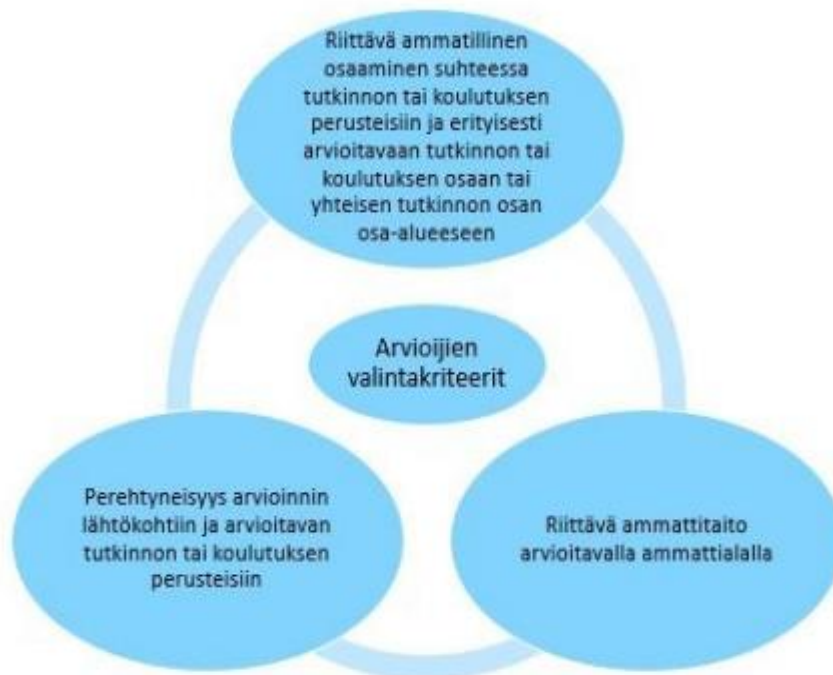 Riittävä ammatillinen
osaaminen suhteessa
tutkinnon tai koulutuksen
perusteisiin ja erityisesti
arvioitavaan tutkinnon tai
koulutuksen osaan tai
yhteisen tutkinnon osan
osa-alueeseen
Arvioijien
valintakriteerit
Perehtyneisyys arvioinnin
lähtökohtiin ja arvioitavan
tutkinnon tai koulutuksen
perusteisiin
Riittävä ammattitaito
arvioitavalla ammattialalla